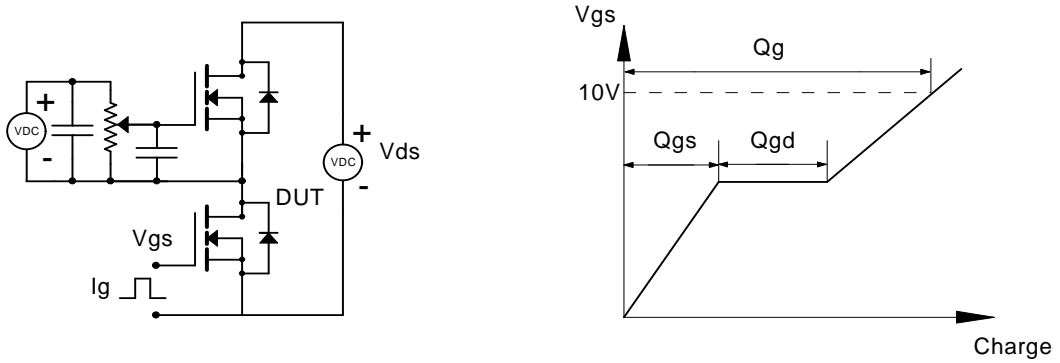 +
VDC
-
+
VDC
-
Vds
DUT
Vgs
Ig
Vgs
Qg
10V
Qgs
Qgd
Charge